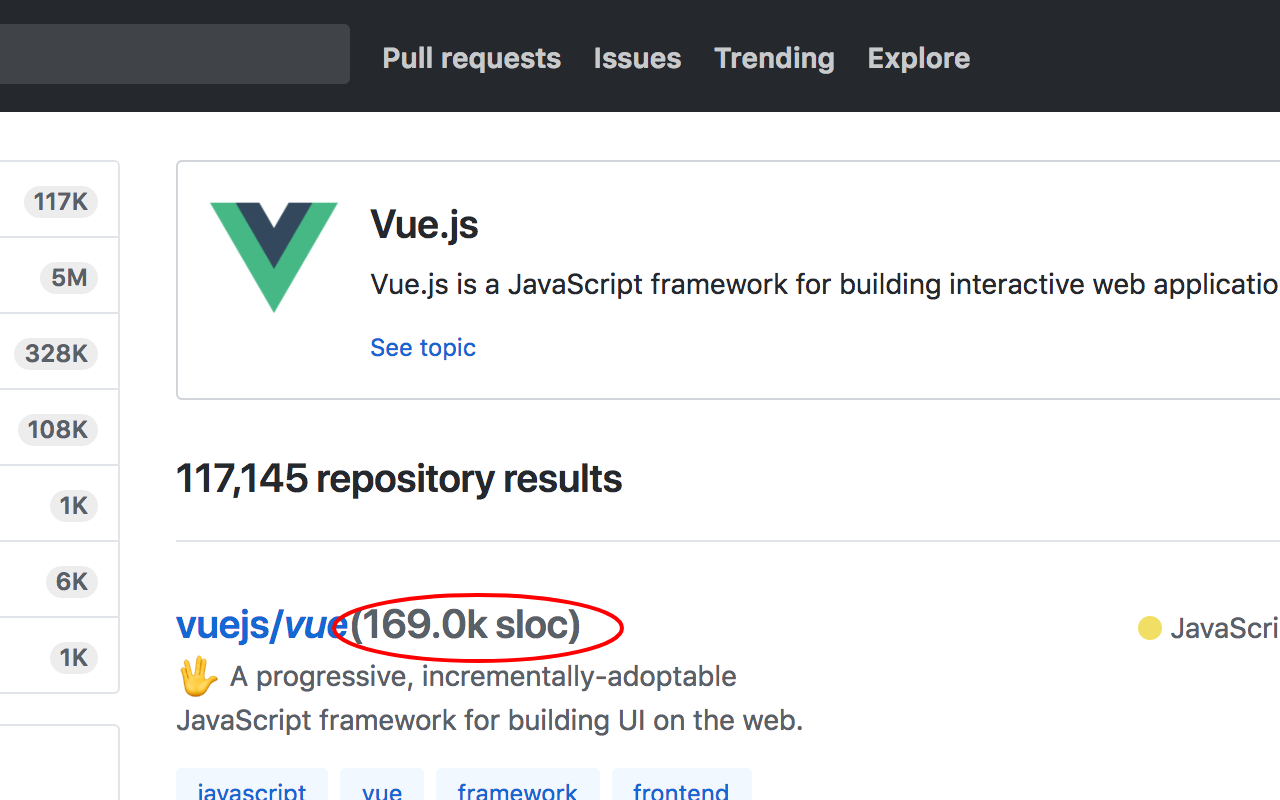 Pull requests Issues Trending Explore
117K
5M
328K
108K
1K
6K
1K
Vue.js
Vue.js is a JavaScript framework for building interactive web applicatio
See topic
117,145 repository results
vuejs/vue(169.0k sloc)
JavaScri
🖖 A progressive, incrementally-adoptable
JavaScript framework for building UI on the web.
javascript vue framework frontend